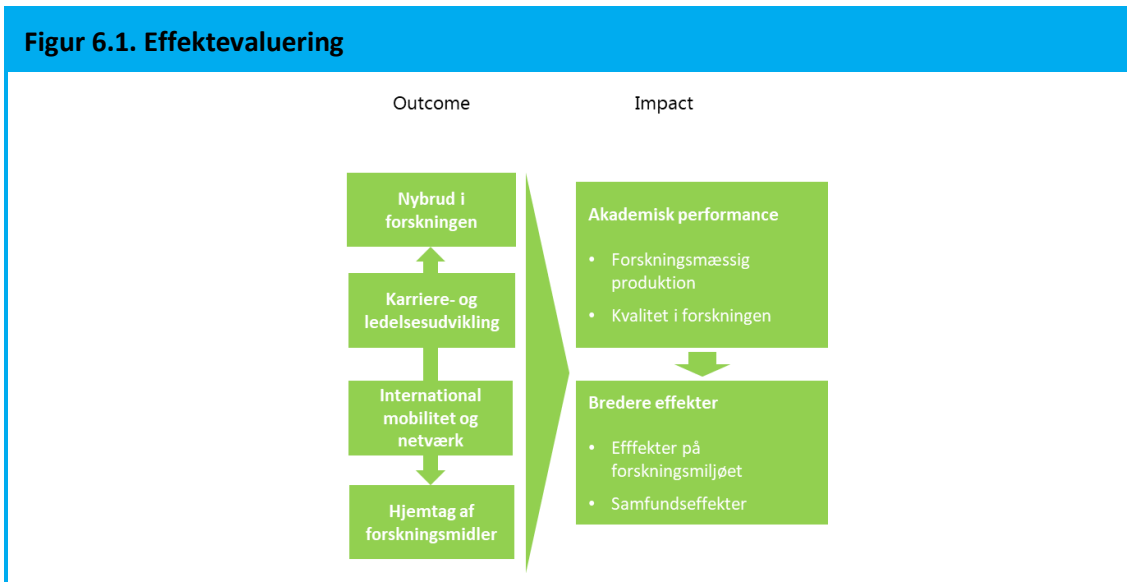 Figur 6.1. Effektevaluering
Outcome
Impact
Nybrud i
forskningen
Karriere- og
ledelsesudvikling
International
mobilitet og
netværk
Hjemtag af
forskningsmidler
Akademisk performance
• Forskningsmæssig
produktion
• Kvalitet i forskningen
Bredere effekter
• Efffekter på
forskningsmiljøet
• Samfundseffekter